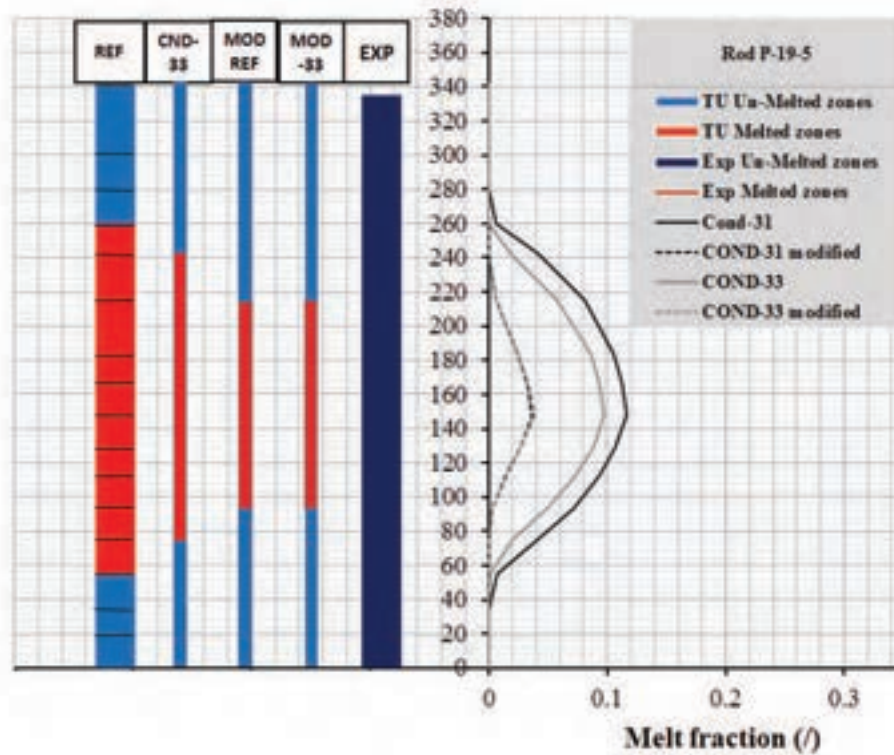 REF
CND-
33
MOD
REF
MOD
-33
EXP
380
360
340
320
300
280
260
240
220
200
180
160
140
120
100
80
60
40
20
0
Rod P-19-5
TU Un-Melted zones
TU Melted zones
Exp Un-Melted zones
Exp Melted zones
Cond-31
COND-31 modified
COND-33
COND-33 modified
0 0.1 0.2 0.3
Melt fraction (/)